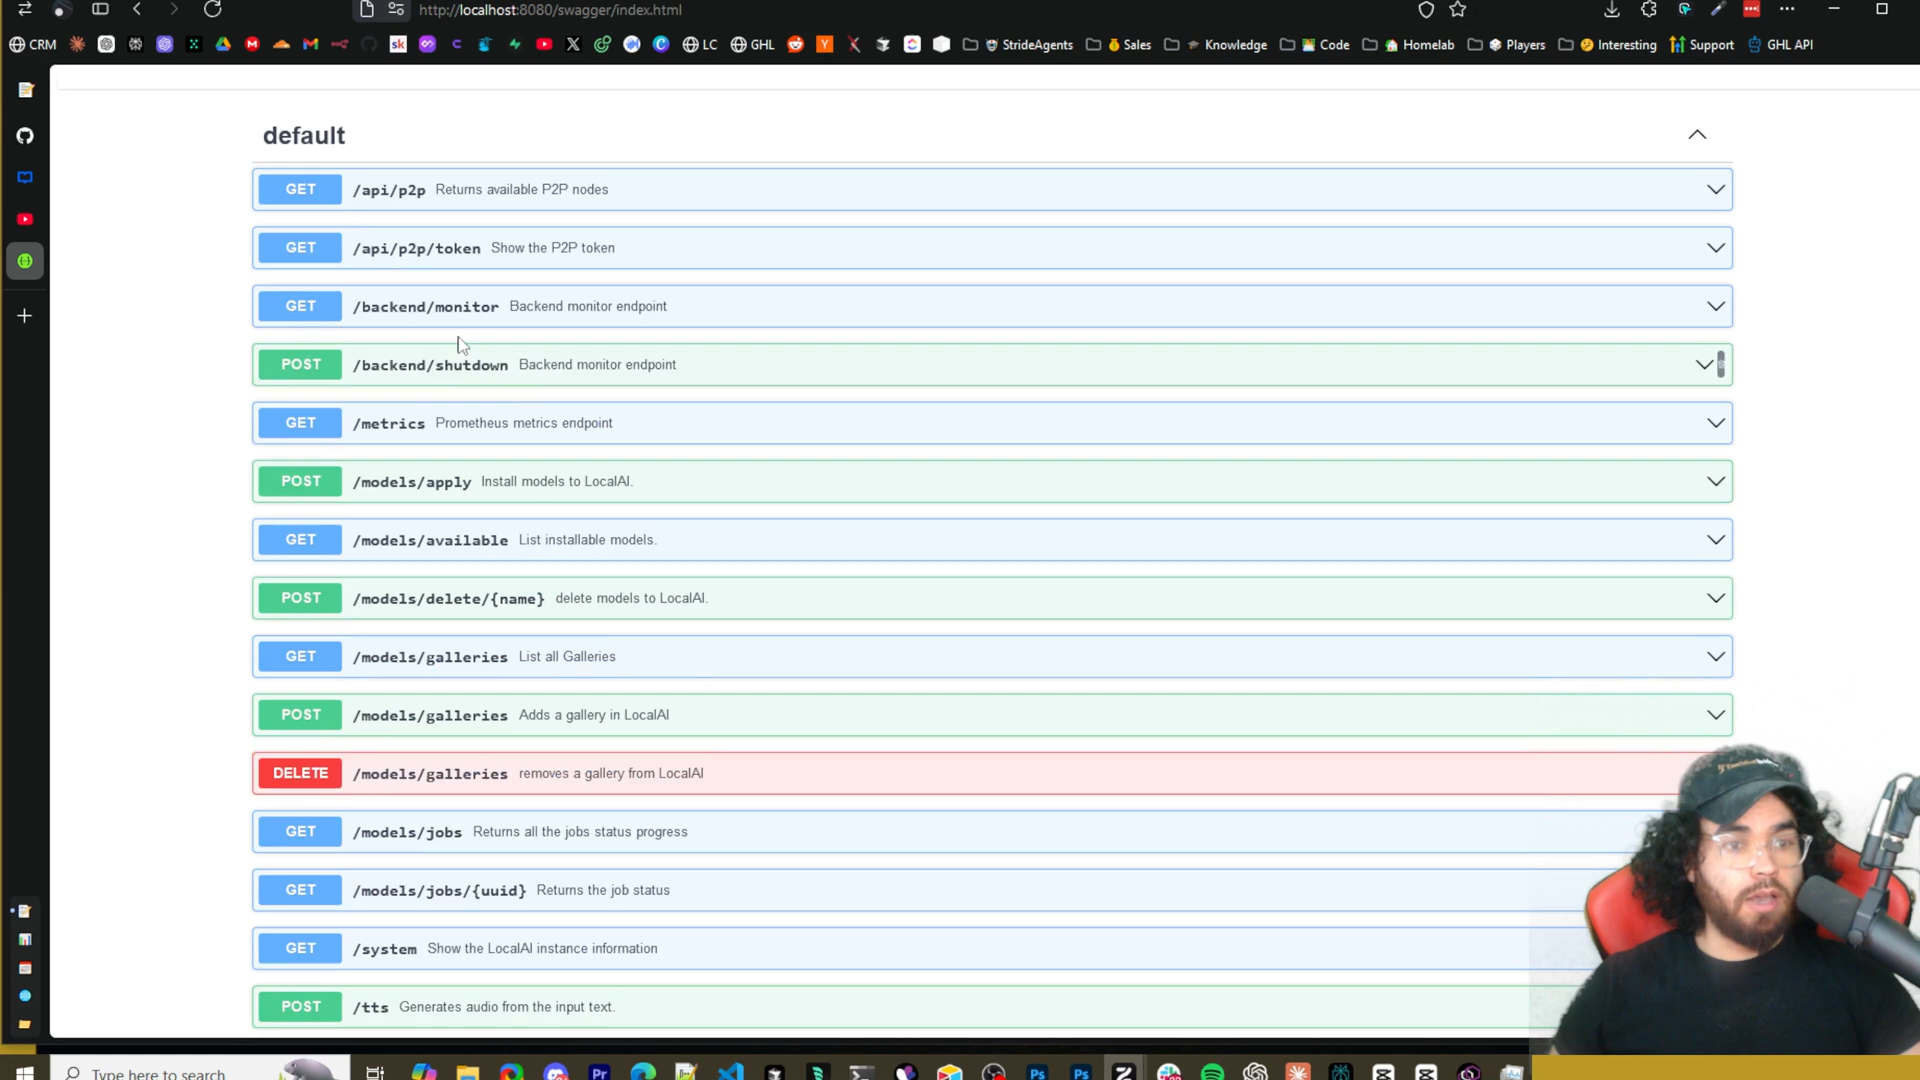 http://localhost:8080/swagger/index.html
CRM
LC
GHL
StrideAgents
Sales
Knowledge
Code
Homelab
Players
Interesting
Support
GHL API
default
GET /api/p2p Returns available P2P nodes
GET /api/p2p/token Show the P2P token
GET /backend/monitor Backend monitor endpoint
POST /backend/shutdown Backend monitor endpoint
GET /metrics Prometheus metrics endpoint
POST /models/apply Install models to LocalAI.
GET /models/available List installable models.
POST /models/delete/{name} delete models to LocalAI.
GET /models/galleries List all Galleries
POST /models/galleries Adds a gallery in LocalAI
DELETE /models/galleries removes a gallery from LocalAI
GET /models/jobs Returns all the jobs status progress
GET /models/jobs/{uuid} Returns the job status
GET /system Show the LocalAI instance information
POST /tts Generates audio from the input text.
Type here to search